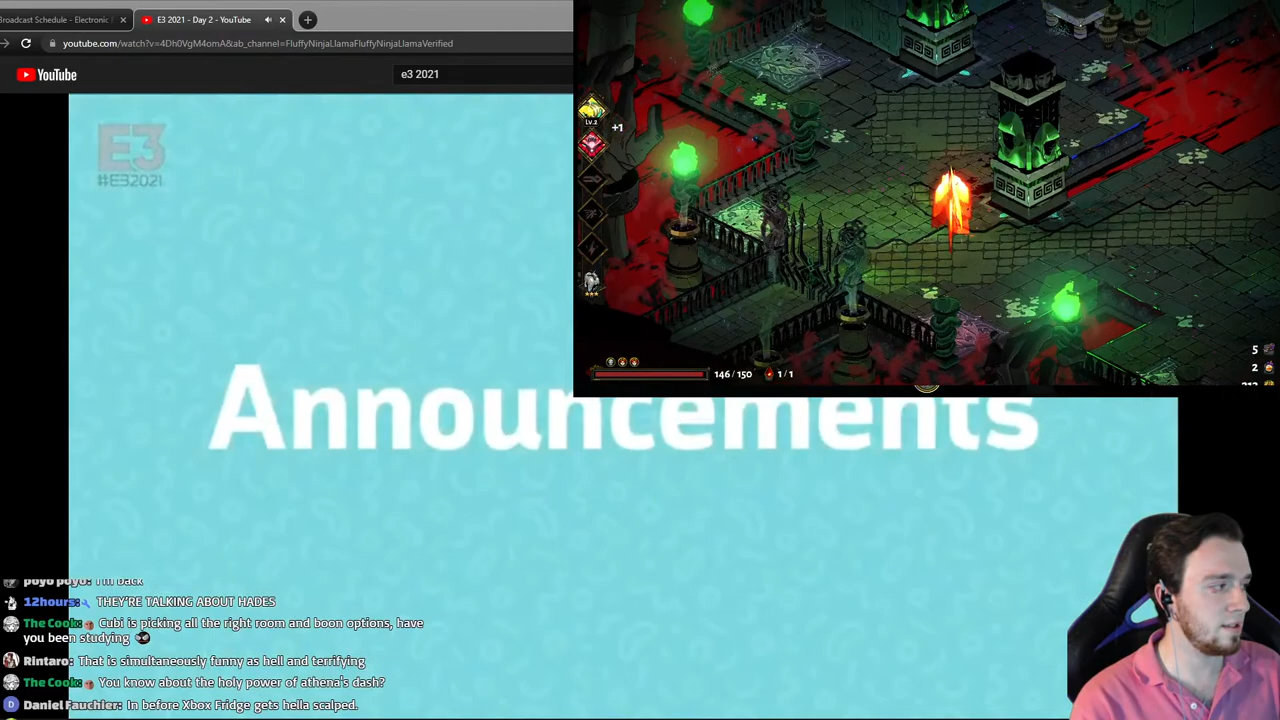 Broadcast Schedule - Electronic
E3 2021 - Day 2 - YouTube
youtube.com/watch?v=4Dh0VgM4omA&ab_channel=FluffyNinjaLlamaFluffyNinjaLlamaVerified
YouTube
e3 2021
E3
#E32021
Lv.2
+1
Announcements
146 / 150
1 / 1
5
2
poyo poyo: I'm back
12hours: THEY'RE TALKING ABOUT HADES
The Cook: Cubi is picking all the right room and boon options, have
you been studying
Rintaro: That is simultaneously funny as hell and terrifying
The Cook: You know about the holy power of athena's dash?
Daniel Fauchier: In before Xbox Fridge gets hella scalped.